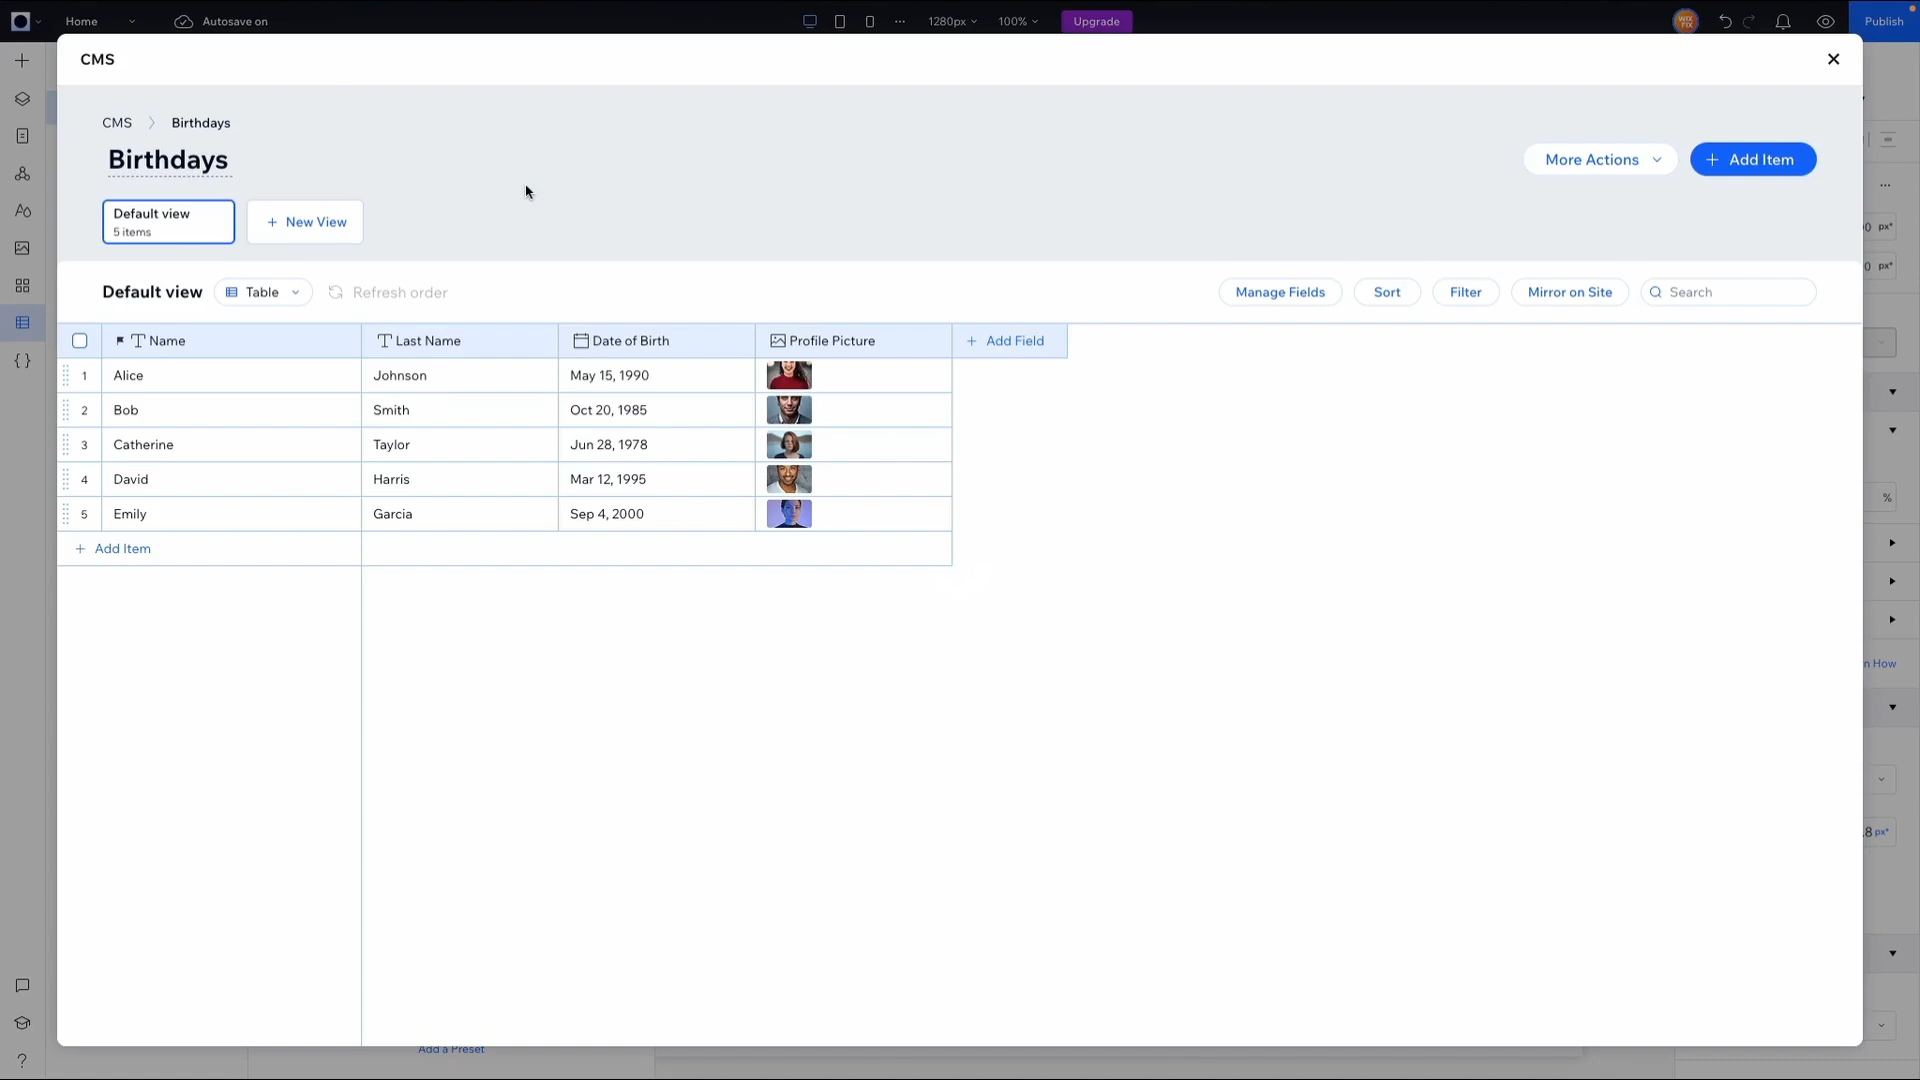 Home
Autosave on
1280px
100%
Upgrade
WIX FIX
Publish
CMS
CMS
Birthdays
Birthdays
More Actions
+ Add Item
Default view
5 items
+ New View
Default view
Table
Refresh order
Manage Fields
Sort
Filter
Mirror on Site
Search
Name
Last Name
Date of Birth
Profile Picture
+ Add Field
1 Alice Johnson May 15, 1990
2 Bob Smith Oct 20, 1985
3 Catherine Taylor Jun 28, 1978
4 David Harris Mar 12, 1995
5 Emily Garcia Sep 4, 2000
+ Add Item
0 px*
0 px*
%
n How
.8 px*
Add a Preset